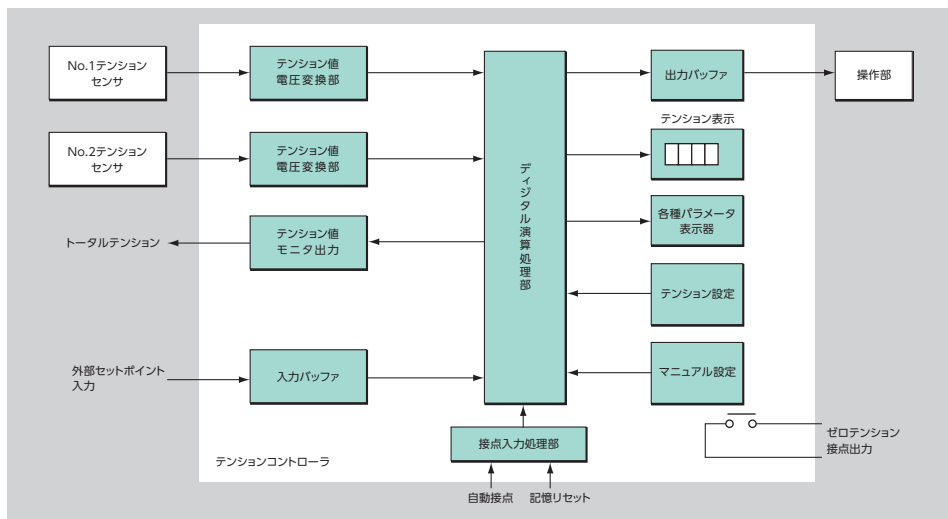 No.1テンション
センサ
テンション値
電圧変換部
出力バッファ
操作部
No.2テンション
センサ
テンション値
電圧変換部
テンション表示
ディジタル演算処理部
トータルテンション
テンション値
モニタ出力
各種パラメータ
表示器
テンション設定
外部セットポイント
入力
入力バッファ
マニュアル設定
接点入力処理部
ゼロテンション
接点出力
テンションコントローラ
自動接点
記憶リセット